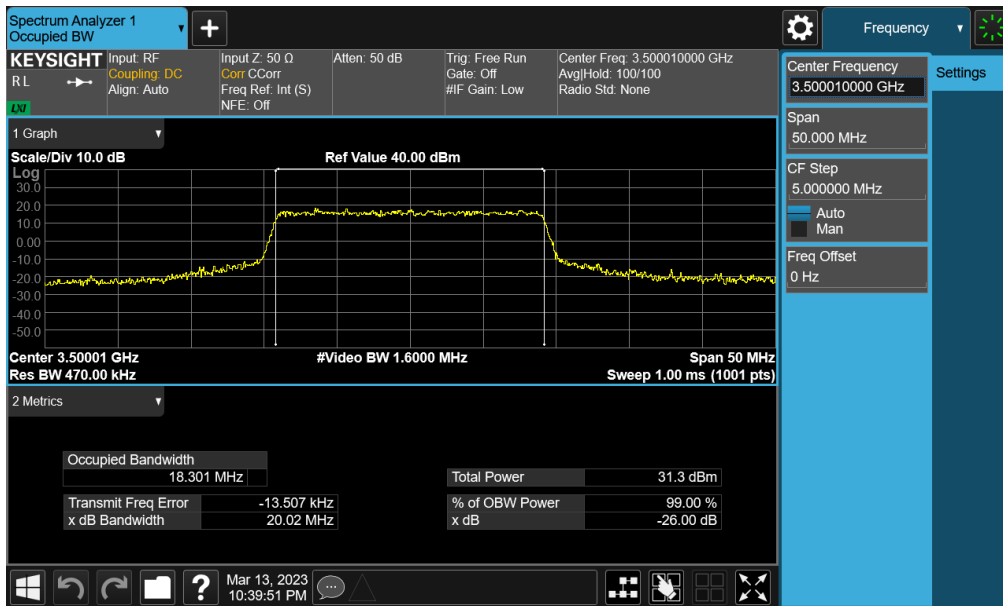 Spectrum Analyzer 1
Occupied BW
Frequency
KEYSIGHT
R L
LXI
Input: RF
Coupling: DC
Align: Auto
Input Z: 50 Ω
Corr CCorr
Freq Ref: Int (S)
NFE: Off
Atten: 50 dB
Trig: Free Run
Gate: Off
#IF Gain: Low
Center Freq: 3.500010000 GHz
Avg|Hold: 100/100
Radio Std: None
Center Frequency
3.500010000 GHz
Settings
Span
50.000 MHz
CF Step
5.000000 MHz
Auto
Man
Freq Offset
0 Hz
1 Graph
Scale/Div 10.0 dB
Ref Value 40.00 dBm
Log
30.0
20.0
10.0
0.00
-10.0
-20.0
-30.0
-40.0
-50.0
Center 3.50001 GHz
#Video BW 1.6000 MHz
Span 50 MHz
Res BW 470.00 kHz
Sweep 1.00 ms (1001 pts)
2 Metrics
Occupied Bandwidth
18.301 MHz
Total Power 31.3 dBm
Transmit Freq Error -13.507 kHz
% of OBW Power 99.00 %
x dB Bandwidth 20.02 MHz
x dB -26.00 dB
?
Mar 13, 2023
10:39:51 PM